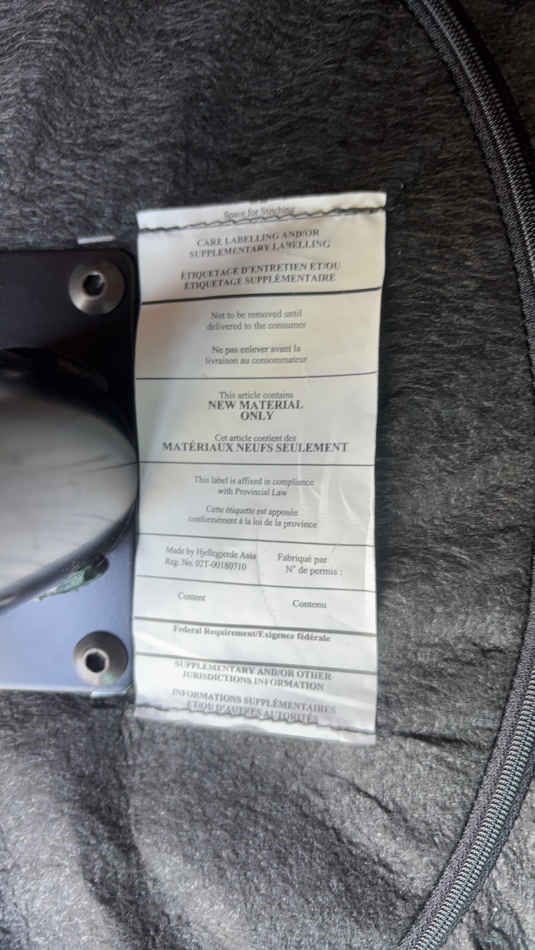 Space for Stitching
CARE LABELLING AND/OR
SUPPLEMENTARY LABELLING
ÉTIQUETAGE D'ENTRETIEN ET/OU
ÉTIQUETAGE SUPPLÉMENTAIRE
Not to be removed until
delivered to the consumer
Ne pas enlever avant la
livraison au consommateur
This article contains
NEW MATERIAL
ONLY
Cet article contient des
MATÉRIAUX NEUFS SEULEMENT
This label is affixed in compliance
with Provincial Law
Cette étiquette est apposée
conformément à la loi de la province
Made by Hjellegjerde Asia
Reg. No. 02T-00180710
Fabriqué par
N° de permis :
Content
Contenu
Federal Requirement/Exigence fédérale
SUPPLEMENTARY AND/OR OTHER
JURISDICTIONS INFORMATION
INFORMATIONS SUPPLÉMENTAIRES
ET/OU D'AUTRES AUTORITÉS